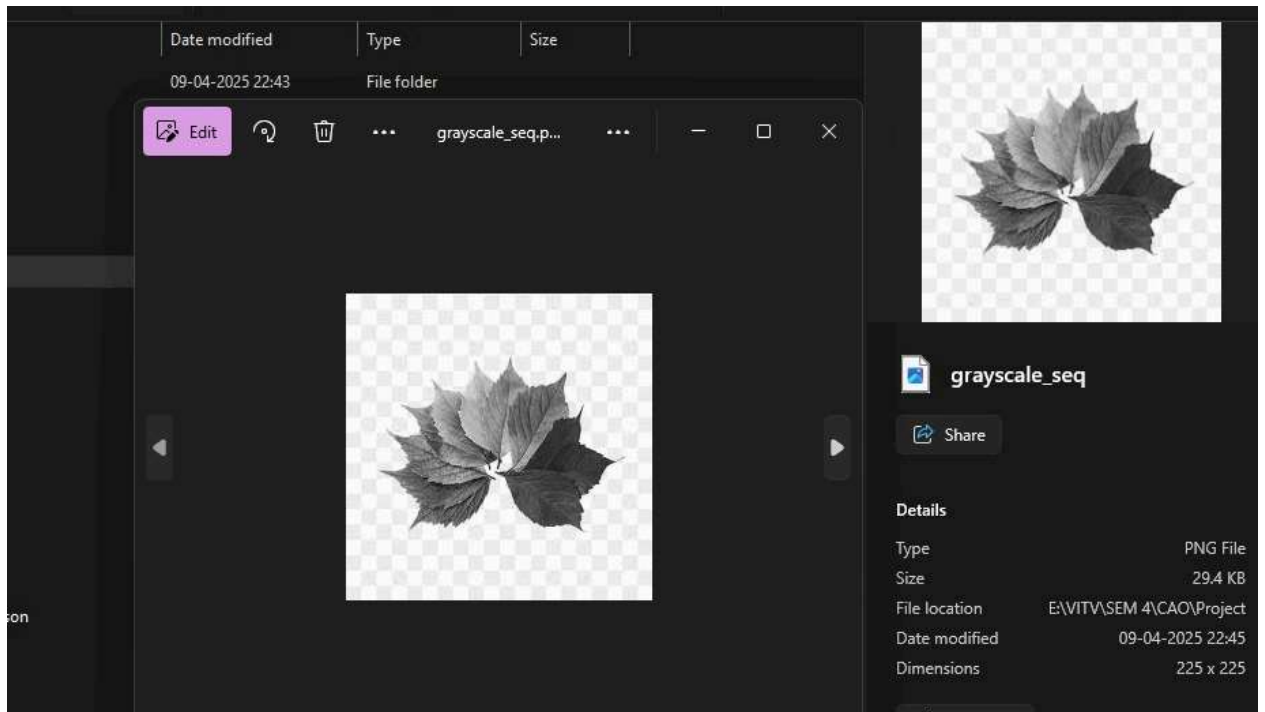 Date modified Type Size
09-04-2025 22:43 File folder
Edit ... grayscale_seq.p... ...
grayscale_seq
Share
Details
Type PNG File
Size 29.4 KB
File location E:\VITV\SEM 4\CAO\Project
Date modified 09-04-2025 22:45
Dimensions 225 x 225
son